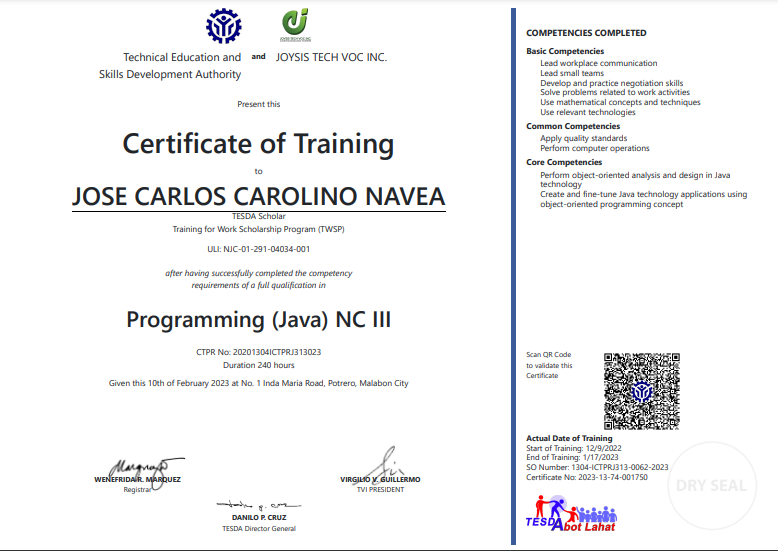 Technical Education and
Skills Development Authority
and
JOYSIS TECH VOC INC.
Present this
Certificate of Training
to
JOSE CARLOS CAROLINO NAVEA
TESDA Scholar
Training for Work Scholarship Program (TWSP)
ULI: NJC-01-291-04034-001
after having successfully completed the competency
requirements of a full qualification in
Programming (Java) NC III
CTPR No: 20201304ICTPRJ313023
Duration 240 hours
Given this 10th of February 2023 at No. 1 Inda Maria Road, Potrero, Malabon City
WENEFRIDA R. MARQUEZ
Registrar
VIRGILIO V. GUILLERMO
TVI PRESIDENT
DANILO P. CRUZ
TESDA Director General
COMPETENCIES COMPLETED
Basic Competencies
Lead workplace communication
Lead small teams
Develop and practice negotiation skills
Solve problems related to work activities
Use mathematical concepts and techniques
Use relevant technologies
Common Competencies
Apply quality standards
Perform computer operations
Core Competencies
Perform object-oriented analysis and design in Java
technology
Create and fine-tune Java technology applications using
object-oriented programming concept
Scan QR Code
to validate this
Certificate
Actual Date of Training
Start of Training: 12/9/2022
End of Training: 1/17/2023
SO Number: 1304-ICTPRJ313-0062-2023
Certificate No: 2023-13-74-001750
DRY SEAL
TESDA Abot Lahat